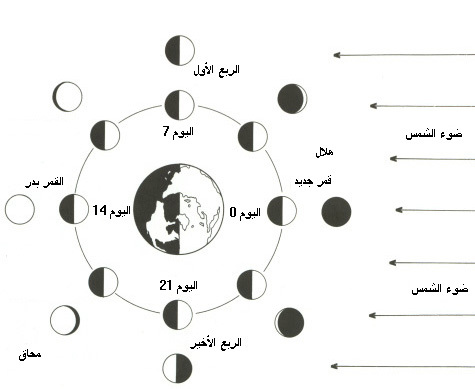 الربع الأول
اليوم 7
ضوء الشمس
هلال
قمر جديد
القمر بدر
اليوم 14
اليوم 0
اليوم 21
ضوء الشمس
الربع الأخير
محاق